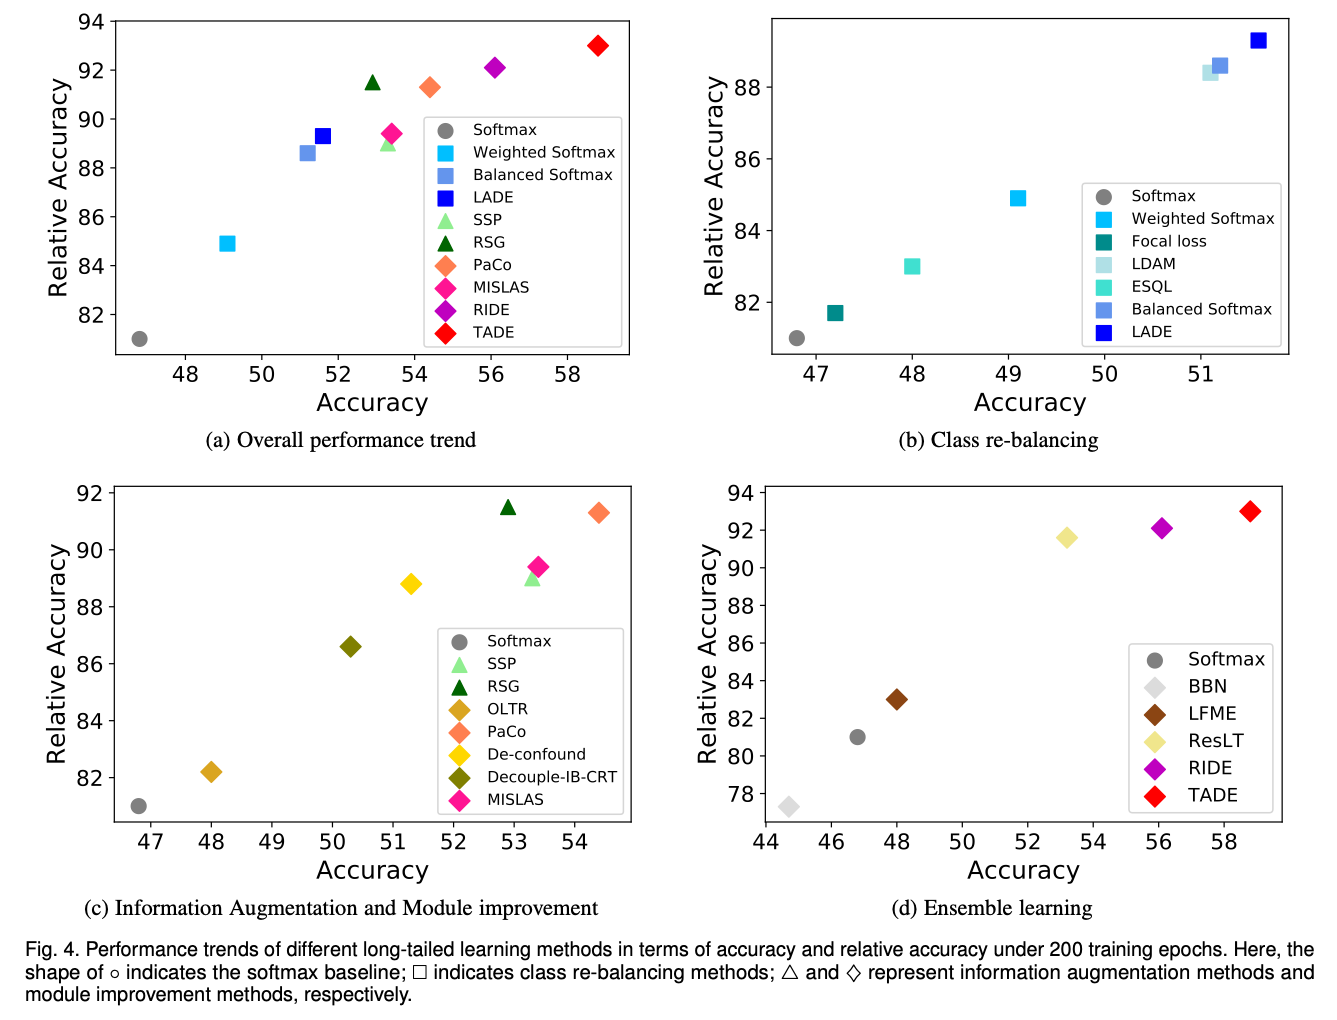 94
92
90
88
86
84
82
Relative Accuracy
48 50 52 54 56 58
Accuracy
Softmax
Weighted Softmax
Balanced Softmax
LADE
SSP
RSG
PaCo
MISLAS
RIDE
TADE
(a) Overall performance trend
88
86
84
82
Relative Accuracy
47 48 49 50 51
Accuracy
Softmax
Weighted Softmax
Focal loss
LDAM
ESQL
Balanced Softmax
LADE
(b) Class re-balancing
92
90
88
86
84
82
Relative Accuracy
47 48 49 50 51 52 53 54
Accuracy
Softmax
SSP
RSG
OLTR
PaCo
De-confound
Decouple-IB-CRT
MISLAS
(c) Information Augmentation and Module improvement
94
92
90
88
86
84
82
80
78
Relative Accuracy
44 46 48 50 52 54 56 58
Accuracy
Softmax
BBN
LFME
ResLT
RIDE
TADE
(d) Ensemble learning
Fig. 4. Performance trends of different long-tailed learning methods in terms of accuracy and relative accuracy under 200 training epochs. Here, the
shape of ○ indicates the softmax baseline; □ indicates class re-balancing methods; △ and ◇ represent information augmentation methods and
module improvement methods, respectively.